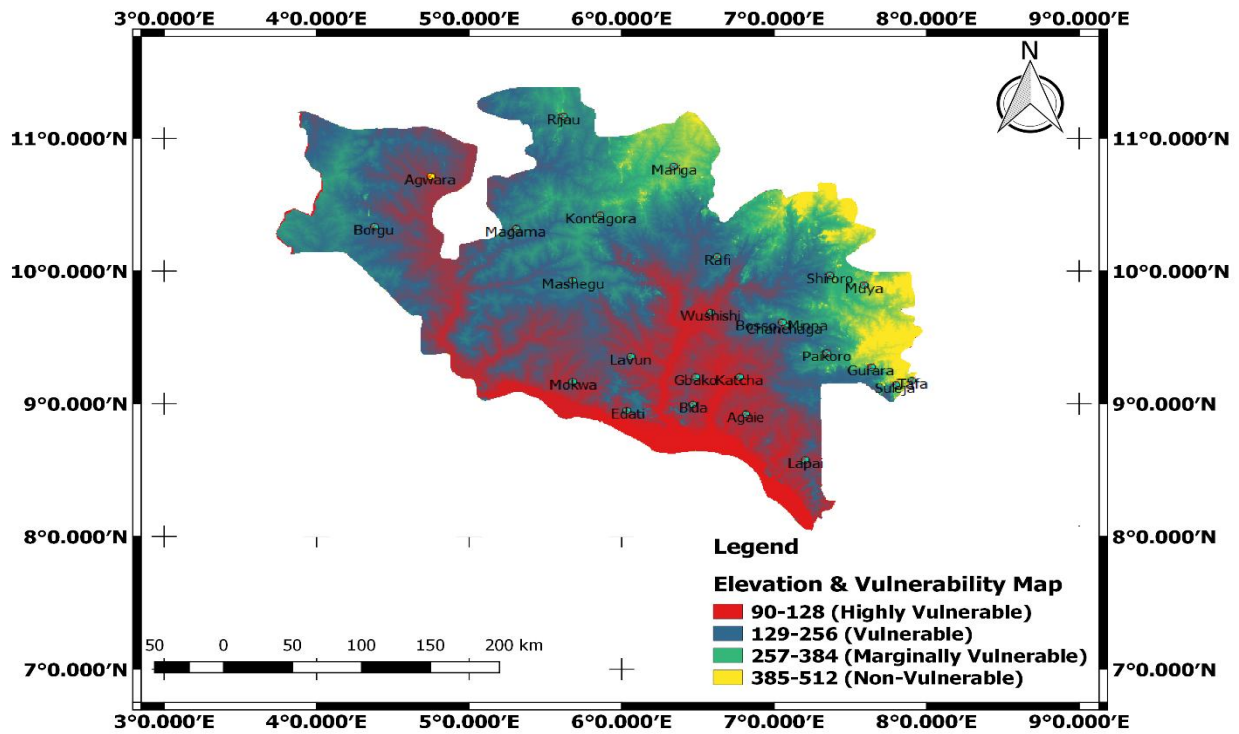 3°0.000′E 4°0.000′E 5°0.000′E 6°0.000′E 7°0.000′E 8°0.000′E 9°0.000′E
N
11°0.000′N 11°0.000′N
Rijau
Mariga
Agwara
Kontagora
Borgu
Magama
10°0.000′N 10°0.000′N
Rafi
Shiroro
Mashegu
Muya
Wushishi
Bosso Minna
Chanchaga
Lavun
Paikoro
Gurara
Mokwa
Gbako Katcha
Suleja Tafa
9°0.000′N 9°0.000′N
Edati
Bida
Agaie
Lapai
8°0.000′N 8°0.000′N
Legend
Elevation & Vulnerability Map
90-128 (Highly Vulnerable)
129-256 (Vulnerable)
257-384 (Marginally Vulnerable)
385-512 (Non-Vulnerable)
50 0 50 100 150 200 km
7°0.000′N 7°0.000′N
3°0.000′E 4°0.000′E 5°0.000′E 6°0.000′E 7°0.000′E 8°0.000′E 9°0.000′E